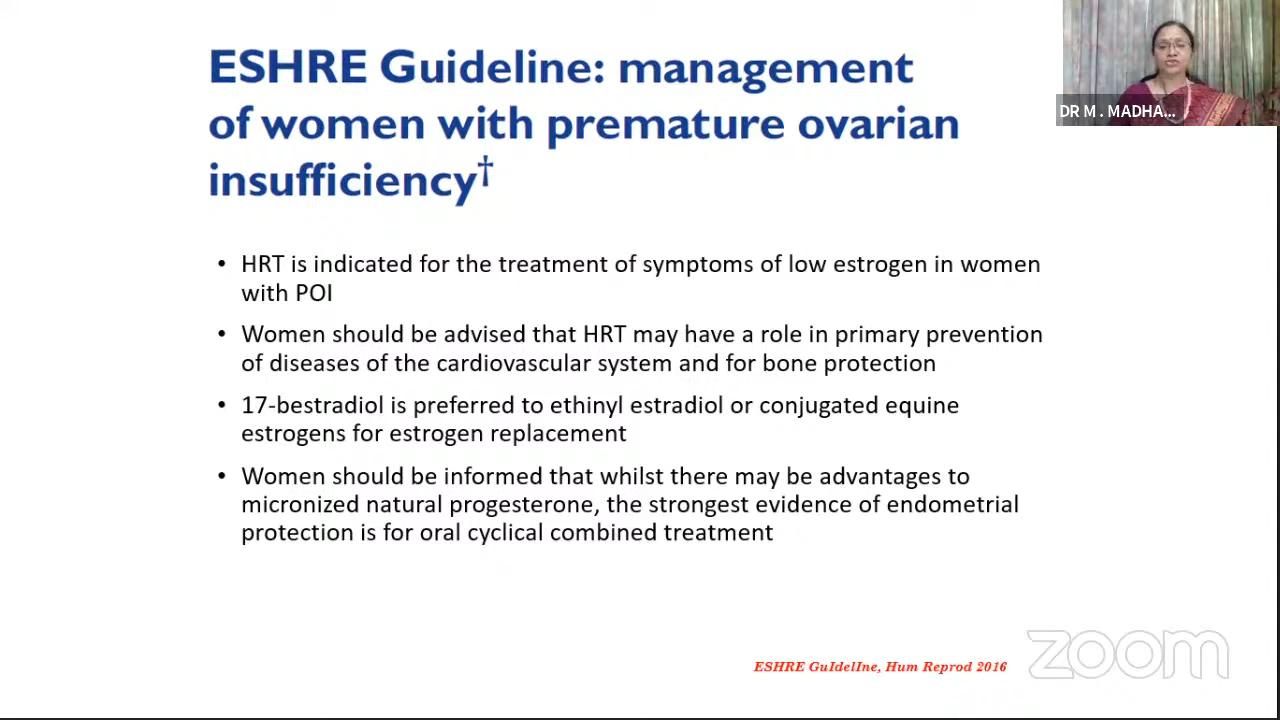 ESHRE Guideline: management
of women with premature ovarian
insufficiency†
DR M . MADHA...
• HRT is indicated for the treatment of symptoms of low estrogen in women
with POI
• Women should be advised that HRT may have a role in primary prevention
of diseases of the cardiovascular system and for bone protection
• 17-bestradiol is preferred to ethinyl estradiol or conjugated equine
estrogens for estrogen replacement
• Women should be informed that whilst there may be advantages to
micronized natural progesterone, the strongest evidence of endometrial
protection is for oral cyclical combined treatment
ESHRE GuIdelIne, Hum Reprod 2016
zoom